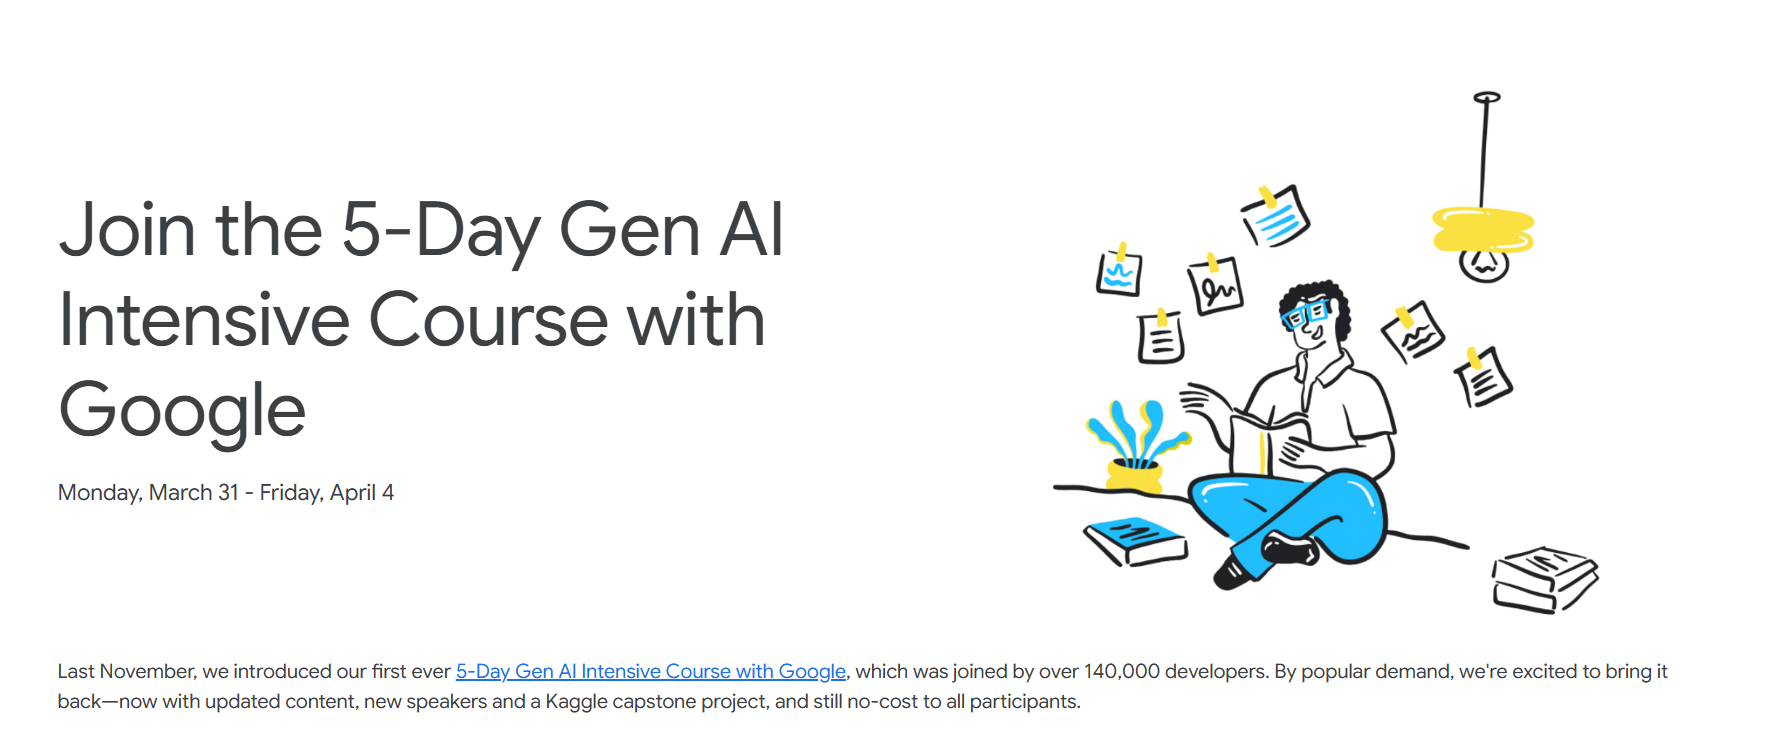 Join the 5-Day Gen AI
Intensive Course with
Google
Monday, March 31 - Friday, April 4
Last November, we introduced our first ever 5-Day Gen AI Intensive Course with Google, which was joined by over 140,000 developers. By popular demand, we're excited to bring it
back—now with updated content, new speakers and a Kaggle capstone project, and still no-cost to all participants.